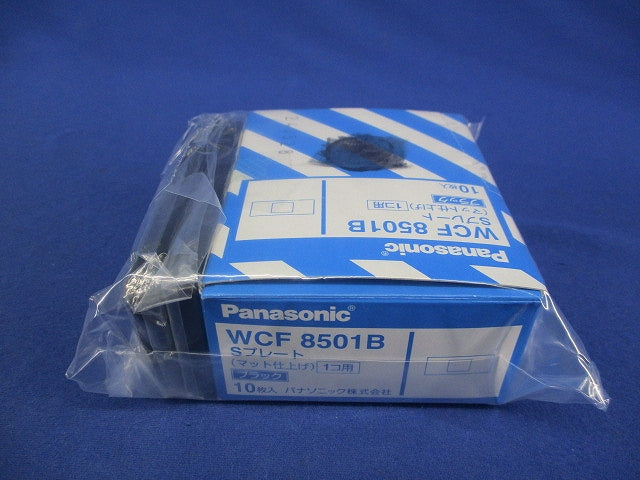 10枚入
ブラック
(マット仕上げ) 1コ用
Sプレート
WCF 8501B
Panasonic®
Panasonic®
WCF 8501B
Sプレート
(マット仕上げ) 1コ用
ブラック
10枚入 パナソニック株式会社